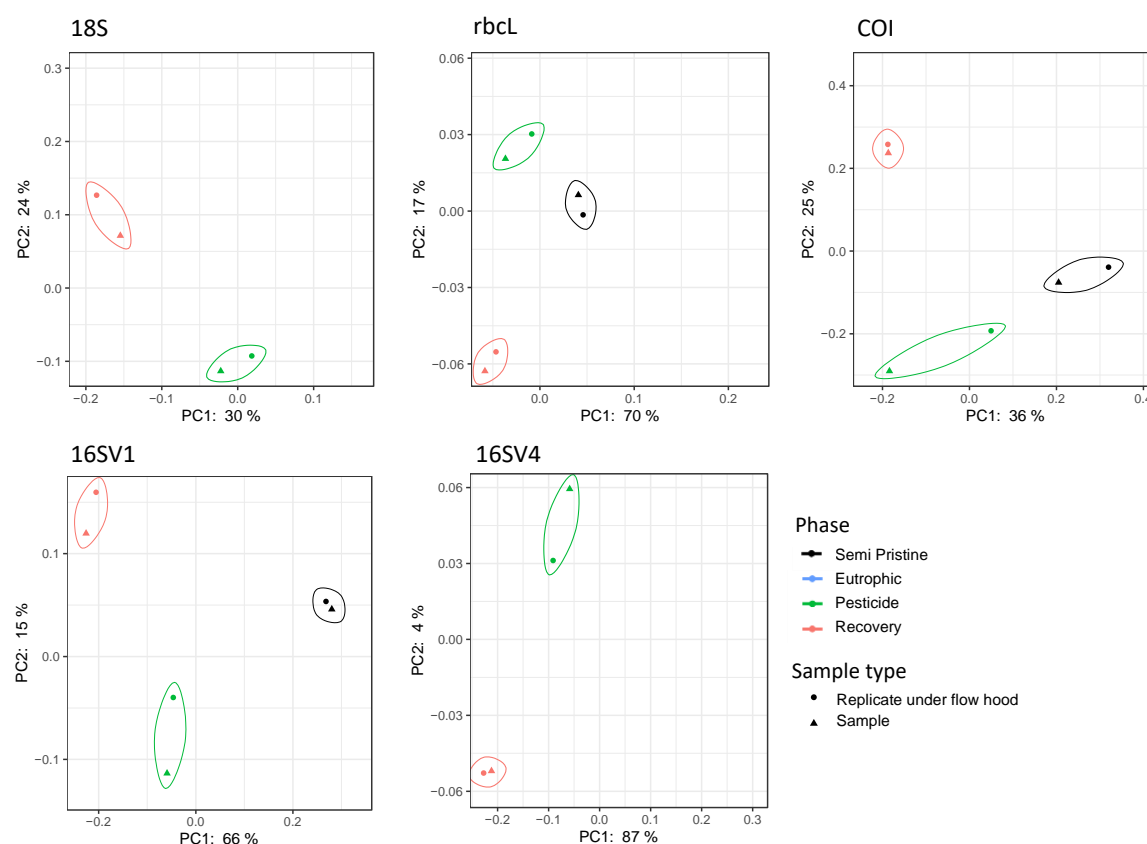 18S
0.3
0.2
0.1
0.0
−0.1
PC2: 24 %
−0.2
−0.1
0.0
0.1
PC1: 30 %
rbcL
0.06
0.03
0.00
−0.03
−0.06
PC2: 17 %
0.0
0.1
0.2
PC1: 70 %
COI
0.4
0.2
0.0
−0.2
PC2: 25 %
−0.2
0.0
0.2
0.4
PC1: 36 %
16SV1
0.1
0.0
−0.1
PC2: 15 %
−0.2
0.0
0.2
PC1: 66 %
16SV4
0.06
0.03
0.00
−0.03
−0.06
PC2: 4 %
−0.2
−0.1
0.0
0.1
0.2
0.3
PC1: 87 %
Phase
Semi Pristine
Eutrophic
Pesticide
Recovery
Sample type
Replicate under flow hood
Sample